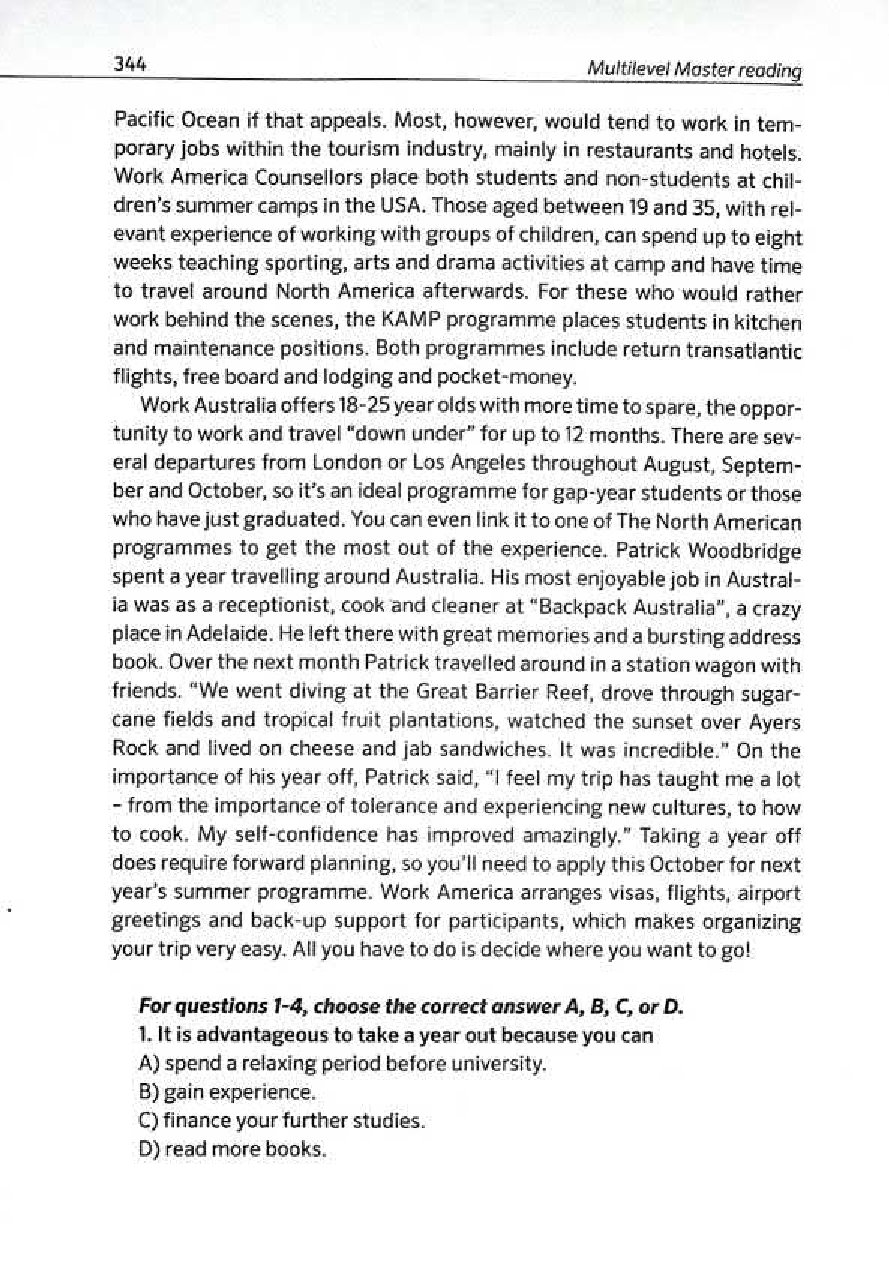 344
Multilevel Master reading
Pacific Ocean if that appeals. Most, however, would tend to work in tem-
porary jobs within the tourism industry, mainly in restaurants and hotels.
Work America Counsellors place both students and non-students at chil-
dren's summer camps in the USA. Those aged between 19 and 35, with rel-
evant experience of working with groups of children, can spend up to eight
weeks teaching sporting, arts and drama activities at camp and have time
to travel around North America afterwards. For these who would rather
work behind the scenes, the KAMP programme places students in kitchen
and maintenance positions. Both programmes include return transatlantic
flights, free board and lodging and pocket-money.
Work Australia offers 18-25 year olds with more time to spare, the oppor-
tunity to work and travel "down under" for up to 12 months. There are sev-
eral departures from London or Los Angeles throughout August, Septem-
ber and October, so it's an ideal programme for gap-year students or those
who have just graduated. You can even link it to one of The North American
programmes to get the most out of the experience. Patrick Woodbridge
spent a year travelling around Australia. His most enjoyable job in Austral-
ia was as a receptionist, cook and cleaner at "Backpack Australia", a crazy
place in Adelaide. He left there with great memories and a bursting address
book. Over the next month Patrick travelled around in a station wagon with
friends. "We went diving at the Great Barrier Reef, drove through sugar-
cane fields and tropical fruit plantations, watched the sunset over Ayers
Rock and lived on cheese and jab sandwiches. It was incredible." On the
importance of his year off, Patrick said, "I feel my trip has taught me a lot
- from the importance of tolerance and experiencing new cultures, to how
to cook. My self-confidence has improved amazingly." Taking a year off
does require forward planning, so you'll need to apply this October for next
year's summer programme. Work America arranges visas, flights, airport
greetings and back-up support for participants, which makes organizing
your trip very easy. All you have to do is decide where you want to go!
For questions 1-4, choose the correct answer A, B, C, or D.
1. It is advantageous to take a year out because you can
A) spend a relaxing period before university.
B) gain experience.
C) finance your further studies.
D) read more books.